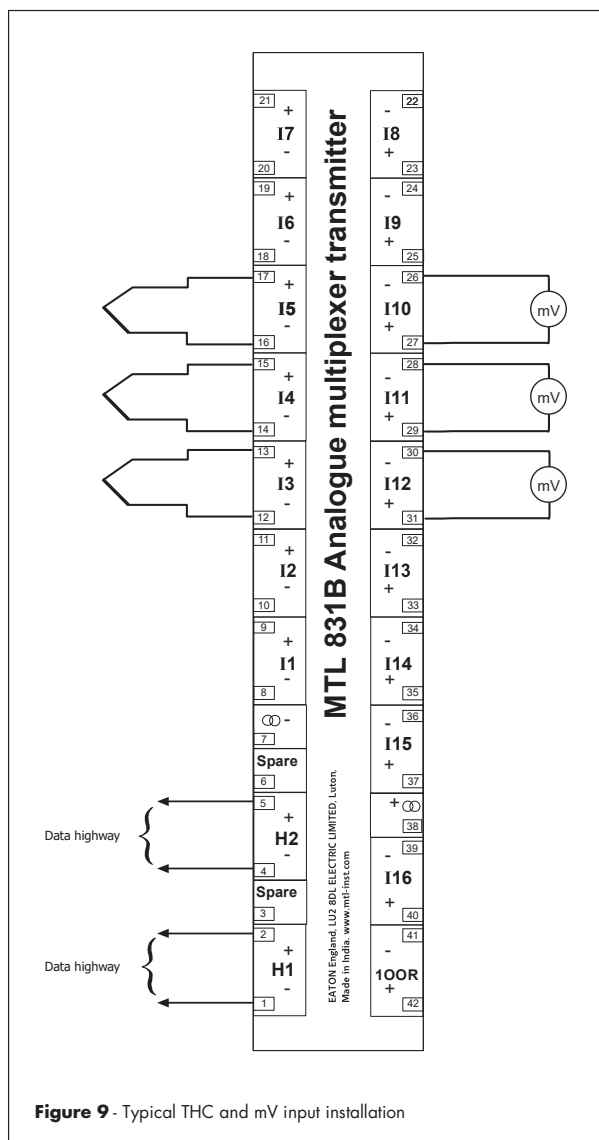 21
+
I7
-
20
19
+
I6
-
18
17
+
I5
-
16
15
+
I4
-
14
13
+
I3
-
12
11
+
I2
-
10
9
+
I1
-
8
-
7
Spare
6
5
+
H2
-
4
Data highway
Spare
3
2
+
H1
-
1
Data highway
MTL 831B Analogue multiplexer transmitter
EATON England, LU2 8DL ELECTRIC LIMITED, Luton,
Made in India. www.mtl-inst.com
22
-
I8
+
23
24
-
I9
+
25
26
-
I10
+
27
mV
28
-
I11
+
29
mV
30
-
I12
+
31
mV
32
-
I13
+
33
34
-
I14
+
35
36
-
I15
+
37
+
38
39
-
I16
+
40
41
-
100R
+
42
Figure 9 - Typical THC and mV input installation